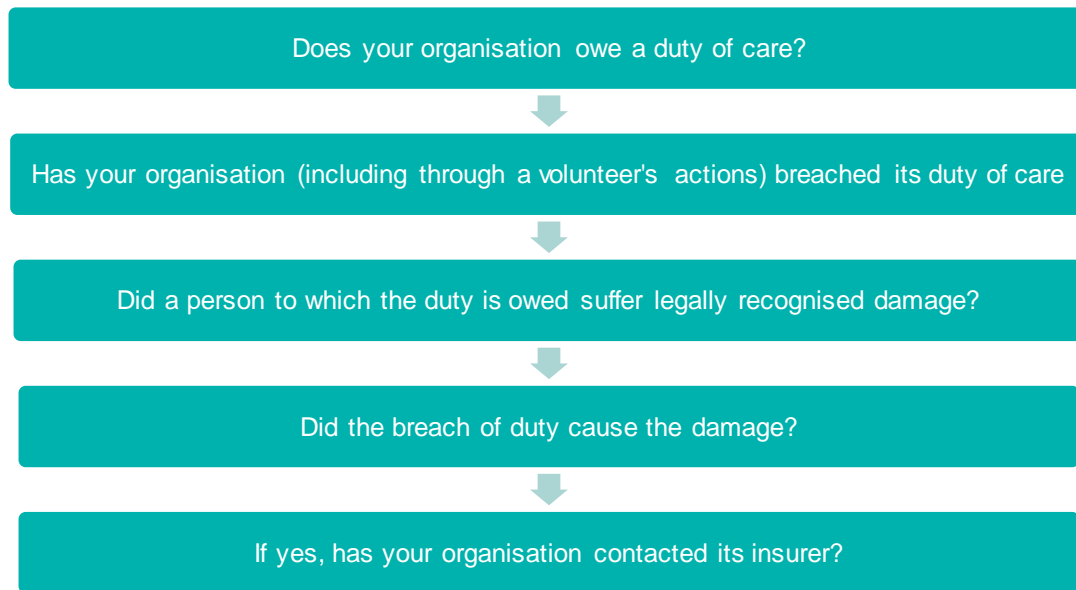 Does your organisation owe a duty of care?
Has your organisation (including through a volunteer's actions) breached its duty of care
Did a person to which the duty is owed suffer legally recognised damage?
Did the breach of duty cause the damage?
If yes, has your organisation contacted its insurer?